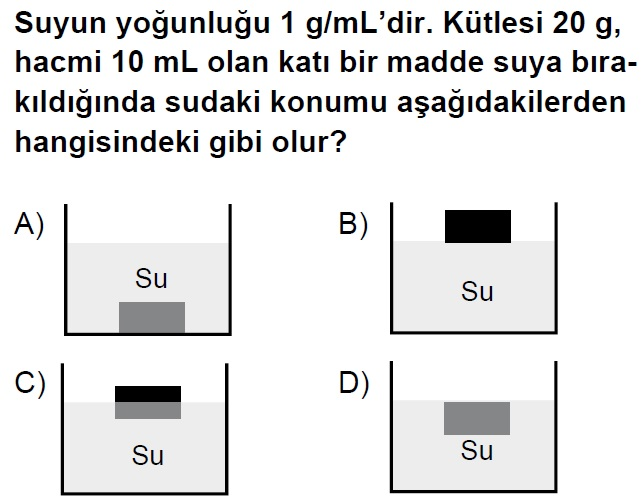 Suyun yoğunluğu 1 g/mL’dir. Kütlesi 20 g,
hacmi 10 mL olan katı bir madde suya bıra-
kıldığında sudaki konumu aşağıdakilerden
hangisindeki gibi olur?
A)
Su
B)
Su
C)
Su
D)
Su